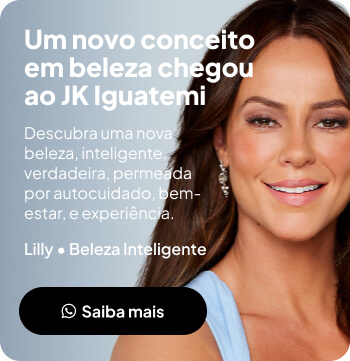 Um novo conceito
em beleza chegou
ao JK Iguatemi
Descubra uma nova
beleza, inteligente,
verdadeira, permeada
por autocuidado, bem-
estar, e experiência.
Lilly • Beleza Inteligente
Saiba mais